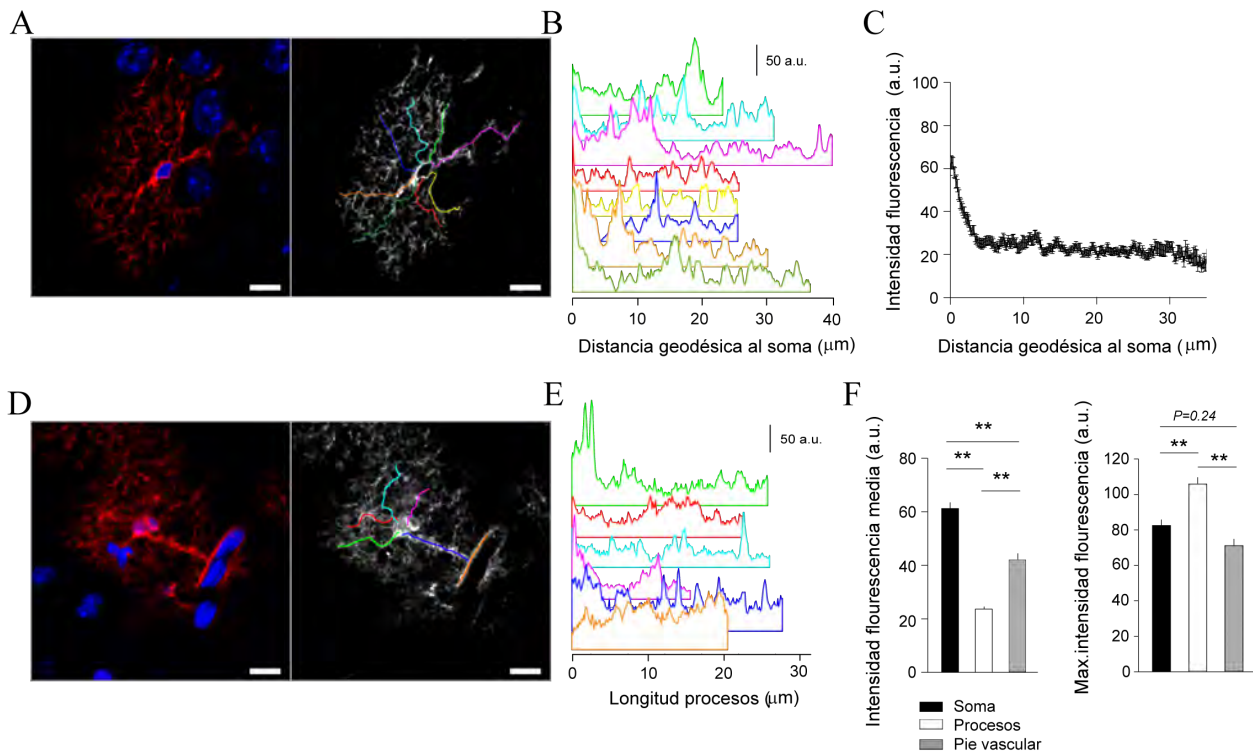 A
B
50 a.u.
0 10 20 30 40
Distancia geodésica al soma (μm)
C
Intensidad fluorescencia (a.u.)
100
80
60
40
20
0
0 10 20 30
Distancia geodésica al soma (μm)
D
E
50 a.u.
0 10 20 30
Longitud procesos (μm)
F
Intensidad flourescencia media (a.u.)
80
60
40
20
0
**
**
**
Soma
Procesos
Pie vascular
Max.intensidad flourescencia (a.u.)
P=0.24
**
**
120
100
80
60
40
20
0